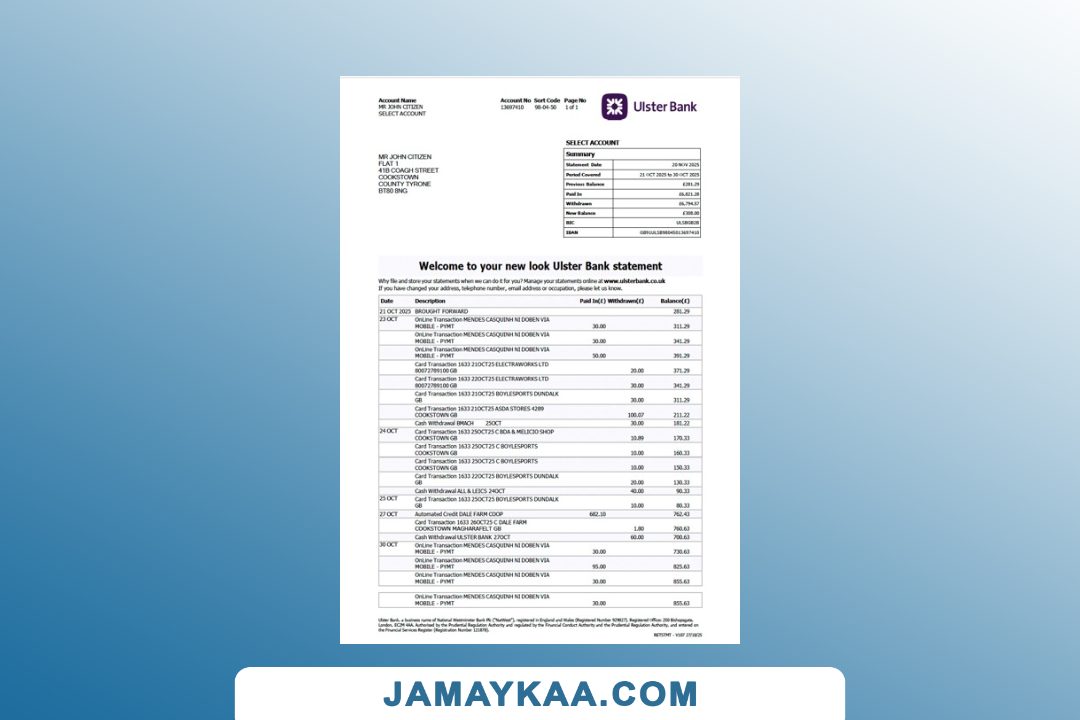 Account Name
MR JOHN CITIZEN
SELECT ACCOUNT
Account No Sort Code Page No
13697410 98-04-50 1 of 1
Ulster Bank
SELECT ACCOUNT
Summary
Statement Date 20 NOV 2025
Period Covered 21 OCT 2025 to 30 OCT 2025
Previous Balance £281.29
Paid In £6,821.28
Withdrawn £6,794.57
New Balance £308.00
BIC
IBAN
MR JOHN CITIZEN
FLAT 1
41B COAGH STREET
COOKSTOWN
COUNTY TYRONE
BT80 8NG
Welcome to your new look Ulster Bank statement
Why file and store your statements when we can do it for you? Manage your statements online at www.ulsterbank.co.uk
If you have changed your address, telephone number, email address or occupation, please let us know.
Date Description Paid In(£) Withdrawn(£) Balance(£)
21 OCT 2025 BROUGHT FORWARD 281.29
23 OCT OnLine Transaction MENDES CASQUINH NI DOBEN VIA
MOBILE - PYMT 30.00 311.29
OnLine Transaction MENDES CASQUINH NI DOBEN VIA
MOBILE - PYMT 30.00 341.29
OnLine Transaction MENDES CASQUINH NI DOBEN VIA
MOBILE - PYMT 50.00 391.29
Card Transaction 1633 21OCT25 ELECTRAWORKS LTD
80072789100 GB 20.00 371.29
Card Transaction 1633 22OCT25 ELECTRAWORKS LTD
80072789100 GB 30.00 341.29
Card Transaction 1633 21OCT25 BOYLESPORTS DUNDALK
GB 30.00 311.29
Card Transaction 1633 21OCT25 ASDA STORES 4289
COOKSTOWN GB 100.07 211.22
Cash Withdrawal BMACH 25OCT 30.00 181.22
24 OCT Card Transaction 1633 25OCT25 C BDA & MELICIO SHOP
COOKSTOWN GB 10.89 170.33
Card Transaction 1633 25OCT25 C BOYLESPORTS
COOKSTOWN GB 10.00 160.33
Card Transaction 1633 25OCT25 C BOYLESPORTS
COOKSTOWN GB 10.00 150.33
Card Transaction 1633 22OCT25 BOYLESPORTS DUNDALK
GB 20.00 130.33
Cash Withdrawal ALL & LEICS 24OCT 40.00 90.33
25 OCT Card Transaction 1633 25OCT25 BOYLESPORTS DUNDALK
GB 10.00 80.33
27 OCT Automated Credit DALE FARM COOP 682.10 762.43
Card Transaction 1633 26OCT25 C DALE FARM
COOKSTOWN MAGHARAFELT GB 1.80 760.63
Cash Withdrawal ULSTER BANK 27OCT 60.00 700.63
30 OCT OnLine Transaction MENDES CASQUINH NI DOBEN VIA
MOBILE - PYMT 30.00 730.63
OnLine Transaction MENDES CASQUINH NI DOBEN VIA
MOBILE - PYMT 95.00 825.63
OnLine Transaction MENDES CASQUINH NI DOBEN VIA
MOBILE - PYMT 30.00 855.63
OnLine Transaction MENDES CASQUINH NI DOBEN VIA
MOBILE - PYMT 30.00 855.63
Ulster Bank, a business name of National Westminster Bank Plc ("NatWest"), registered in England and Wales (Registered Number 929027). Registered Office: 250 Bishopsgate,
London, EC2M 4AA. Authorised by the Prudential Regulation Authority and regulated by the Financial Conduct Authority and the Prudential Regulation Authority, and entered on
the Financial Services Register (Registration Number 121878).
JAMAYKAA.COM